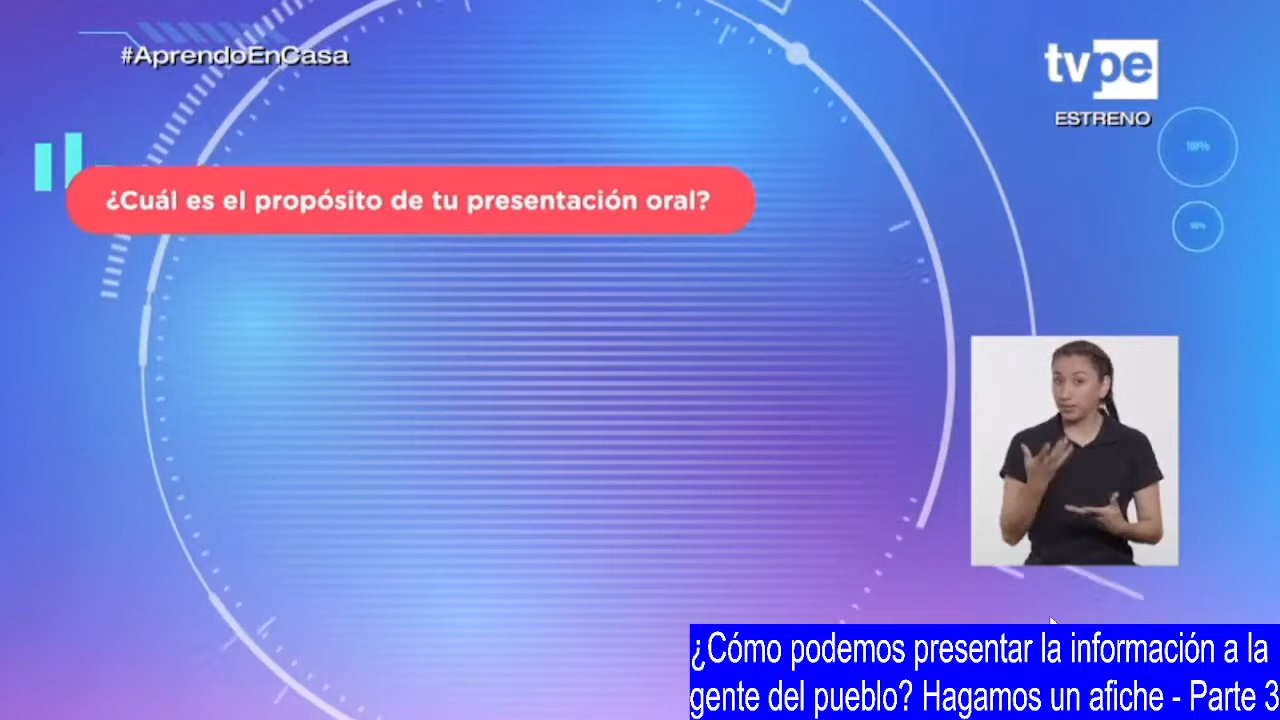 #AprendoEnCasa
tvpe
ESTRENO
¿Cuál es el propósito de tu presentación oral?
¿Cómo podemos presentar la información a la
gente del pueblo? Hagamos un afiche - Parte 3